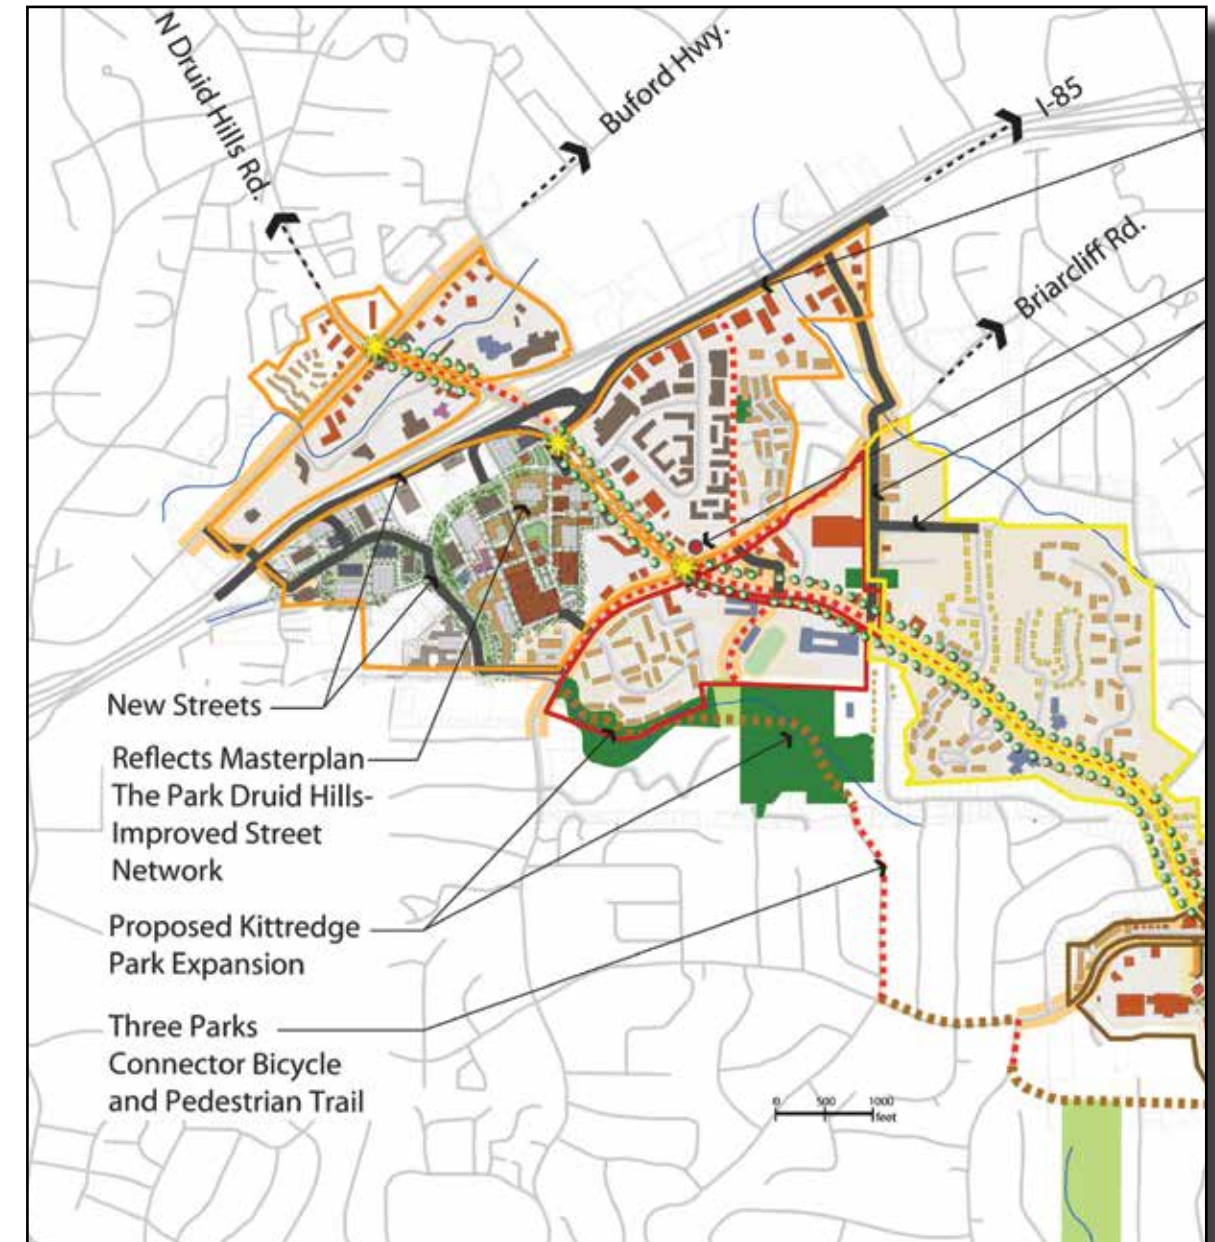 N Druid Hills Rd.
Buford Hwy.
I-85
Briarcliff Rd.
New Streets
Reflects Masterplan
The Park Druid Hills-
Improved Street
Network
Proposed Kittredge
Park Expansion
Three Parks
Connector Bicycle
and Pedestrian Trail
0 500 1000
feet